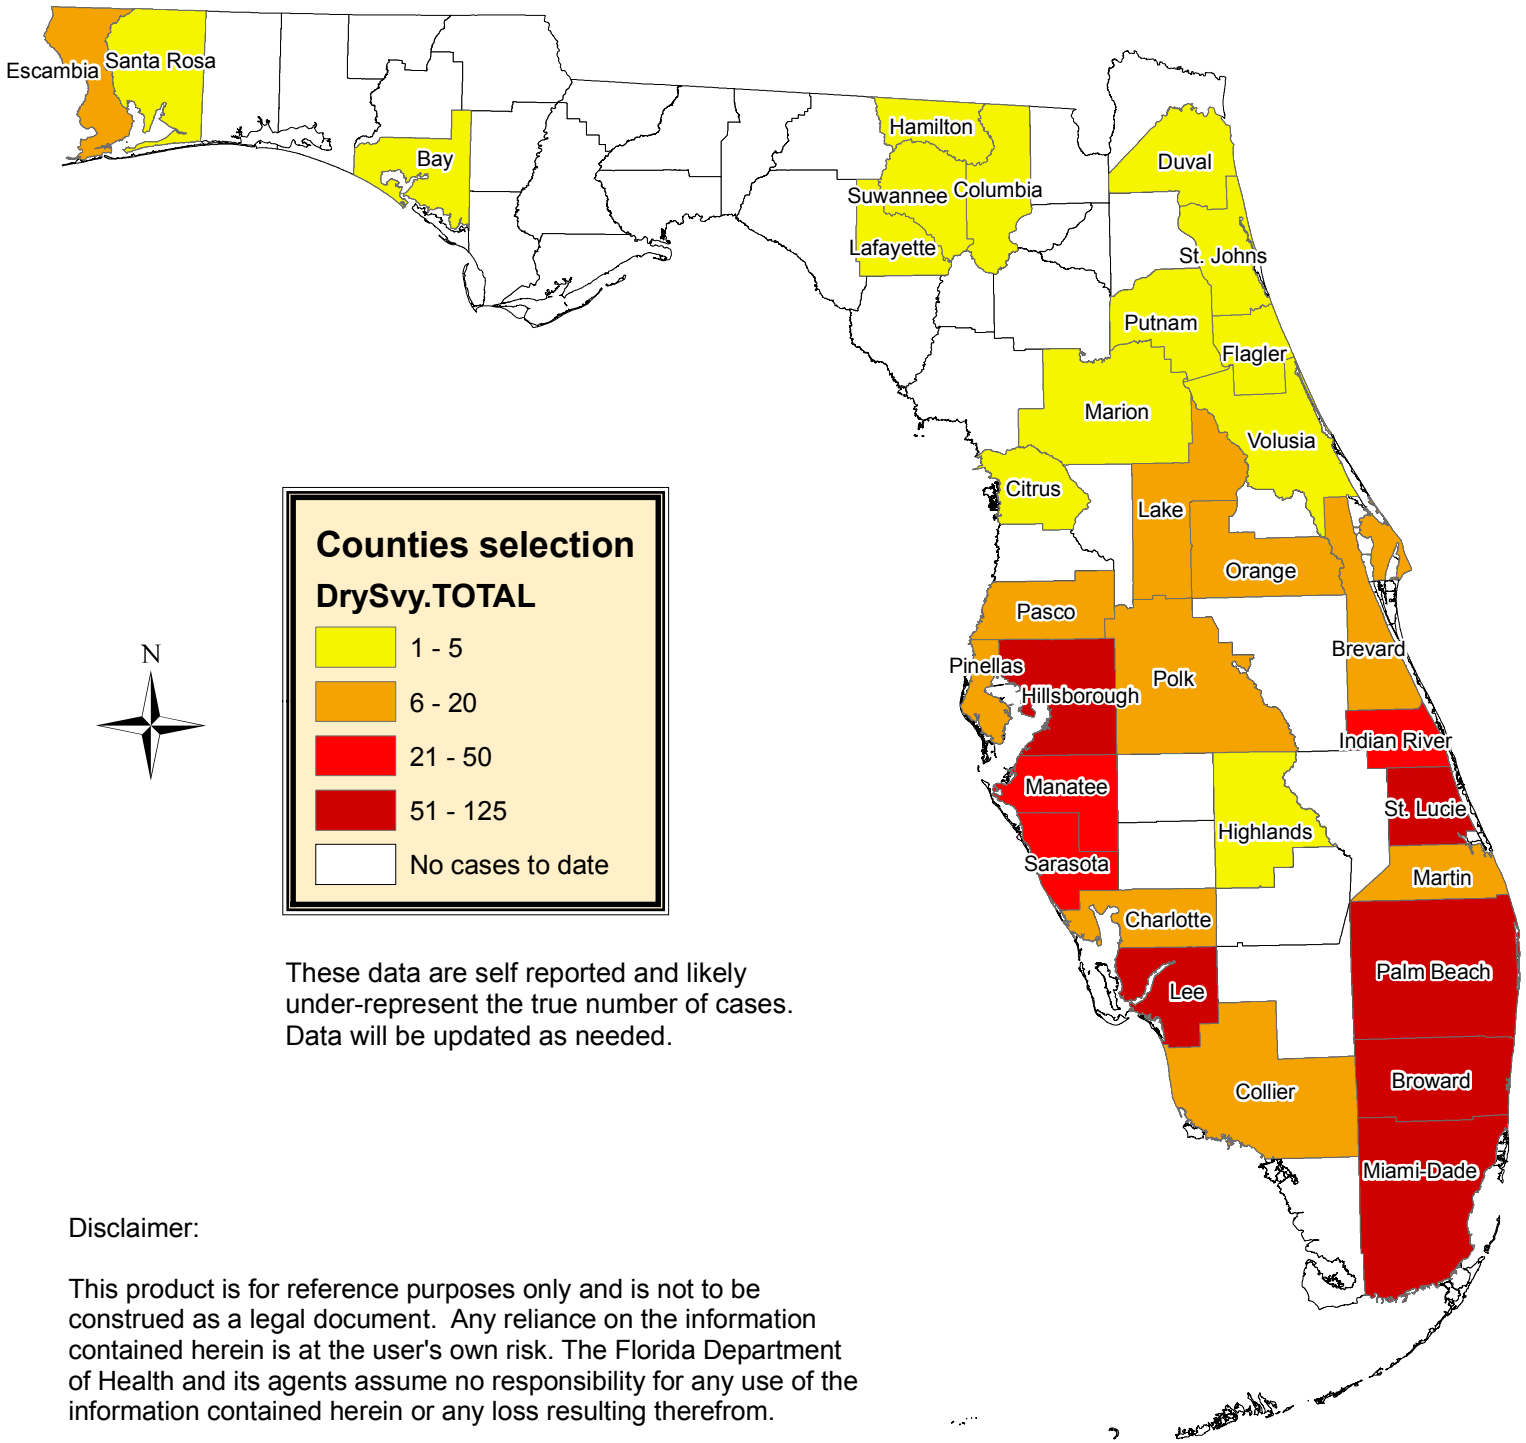 Escambia
Santa Rosa
Bay
Hamilton
Suwannee
Columbia
Lafayette
Duval
St. Johns
Putnam
Flagler
Marion
Volusia
Citrus
Lake
Orange
Pasco
Brevard
Pinellas
Hillsborough
Polk
Indian River
Manatee
St. Lucie
Highlands
Sarasota
Martin
Charlotte
Palm Beach
Lee
Broward
Collier
Miami-Dade
N
Counties selection
DrySvy.TOTAL
1 - 5
6 - 20
21 - 50
51 - 125
No cases to date
These data are self reported and likely
under-represent the true number of cases.
Data will be updated as needed.
Disclaimer:
This product is for reference purposes only and is not to be
construed as a legal document.  Any reliance on the information
contained herein is at the user's own risk. The Florida Department
of Health and its agents assume no responsibility for any use of the
information contained herein or any loss resulting therefrom.